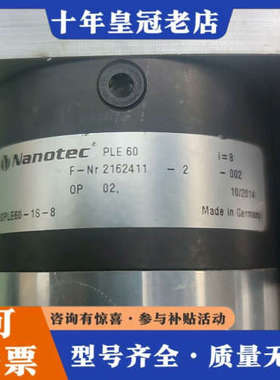 十年皇冠老店
Nanotec® PLE 60 i=8
F-Nr 2162411 - 2 - 002
OP 02, 10/2014
PLE60-1S-8 Made in Germany
可
票
咨询有惊喜·参与补贴活动
型号齐全·质